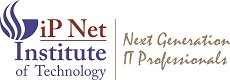 iP Net
Institute
of Technology
Next Generation
IT Professionals